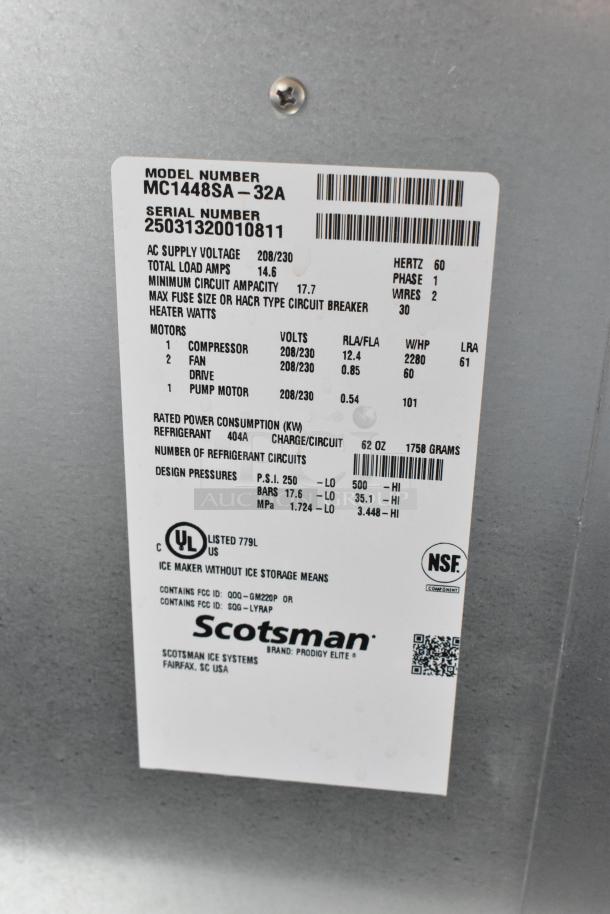 MODEL NUMBER
MC1448SA-32A
SERIAL NUMBER
25031320010811
AC SUPPLY VOLTAGE 208/230 HERTZ 60
TOTAL LOAD AMPS 14.6 PHASE 1
MINIMUM CIRCUIT AMPACITY 17.7 WIRES 2
MAX FUSE SIZE OR HACR TYPE CIRCUIT BREAKER 30
HEATER WATTS
MOTORS VOLTS RLA/FLA W/HP LRA
1 COMPRESSOR 208/230 12.4 2280 61
2 FAN 208/230 0.85 60
DRIVE
1 PUMP MOTOR 208/230 0.54 101
RATED POWER CONSUMPTION (KW)
REFRIGERANT 404A CHARGE/CIRCUIT 62 OZ 1758 GRAMS
NUMBER OF REFRIGERANT CIRCUITS
DESIGN PRESSURES P.S.I. 250 -LO 500 -HI
BARS 17.6 -LO 35.1 -HI
MPa 1.724-LO 3.448-HI
AUCTION GROUP
C UL US LISTED 779L
NSF.
COMPONENT
ICE MAKER WITHOUT ICE STORAGE MEANS
CONTAINS FCC ID: QOQ-GM220P OR
CONTAINS FCC ID: SQG-LYRAP
Scotsman
BRAND: PRODIGY ELITE ®
SCOTSMAN ICE SYSTEMS
FAIRFAX, SC USA